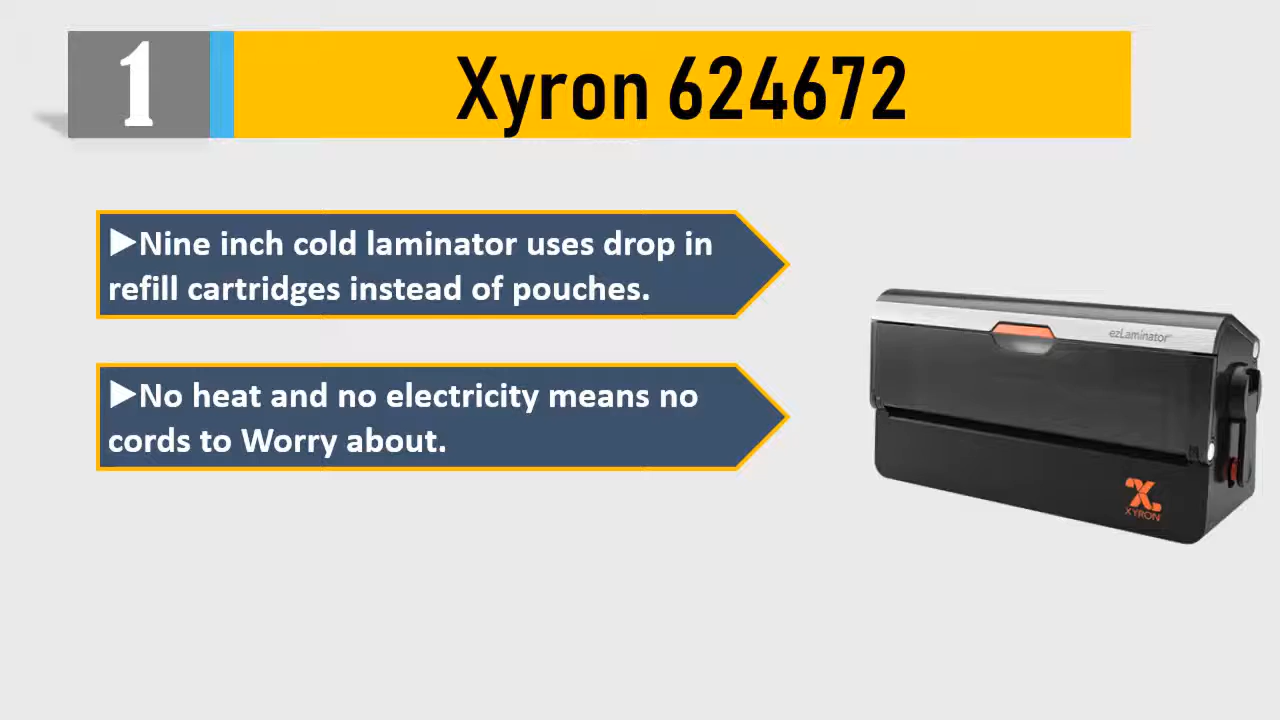 1
Xyron 624672
▶Nine inch cold laminator uses drop in
refill cartridges instead of pouches.
▶No heat and no electricity means no
cords to Worry about.
ezLaminator
XYRON